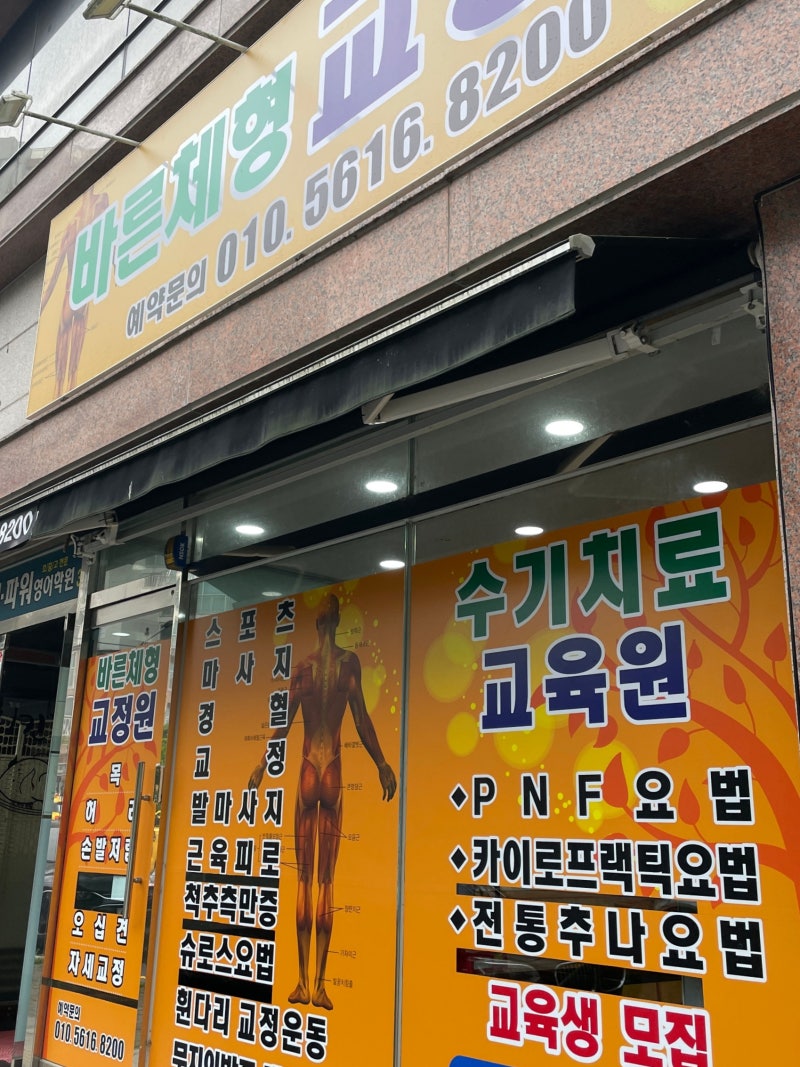 바른체형 교정
예약문의 010. 5616. 8200
8200
파워영어학원
바른체형
교정원
목
허리
손발저림
오십견
자세교정
예약문의
010. 5616. 8200
스포츠
마사지
경혈
교정
발마사지
근육피로
척추측만증
슈로스요법
휜다리 교정운동
수기치료
교육원
◆PNF요법
◆카이로프랙틱요법
◆전통추나요법
교육생 모집